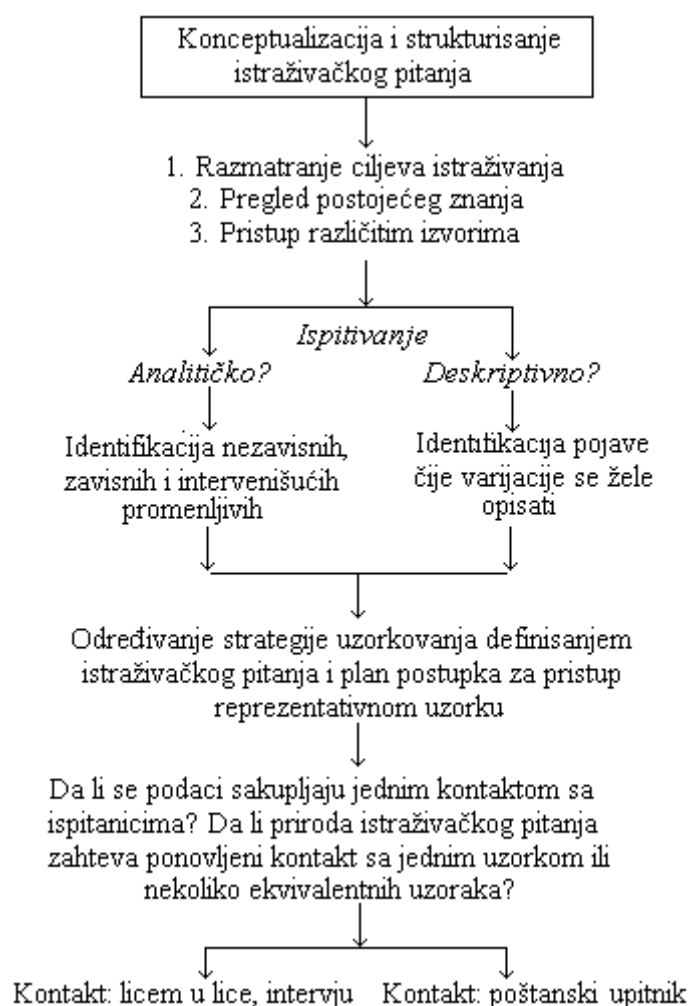 Konceptualizacija i strukturisanje
istraživačkog pitanja
1. Razmatranje ciljeva istraživanja
2. Pregled postojećeg znanja
3. Pristup različitim izvorima
Ispitivanje
Analitičko?
Deskriptivno?
Identifikacija nezavisnih,
zavisnih i intervenišućih
promenljivih
Identifikacija pojave
čije varijacije se žele
opisati
Određivanje strategije uzorkovanja definisanjem
istraživačkog pitanja i plan postupka za pristup
reprezentativnom uzorku
Da li se podaci sakupljaju jednim kontaktom sa
ispitanicima? Da li priroda istraživačkog pitanja
zahteva ponovljeni kontakt sa jednim uzorkom ili
nekoliko ekvivalentnih uzoraka?
Kontakt: licem u lice, intervju
Kontakt: poštanski upitnik